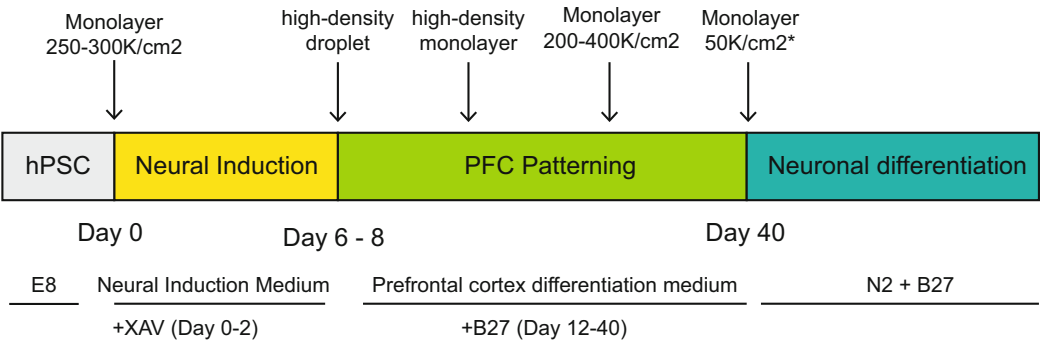 Monolayer
250-300K/cm2
high-density
droplet
high-density
monolayer
Monolayer
200-400K/cm2
Monolayer
50K/cm2*
hPSC
Neural Induction
PFC Patterning
Neuronal differentiation
Day 0
Day 6 - 8
Day 40
E8
Neural Induction Medium
Prefrontal cortex differentiation medium
N2 + B27
+XAV (Day 0-2)
+B27 (Day 12-40)